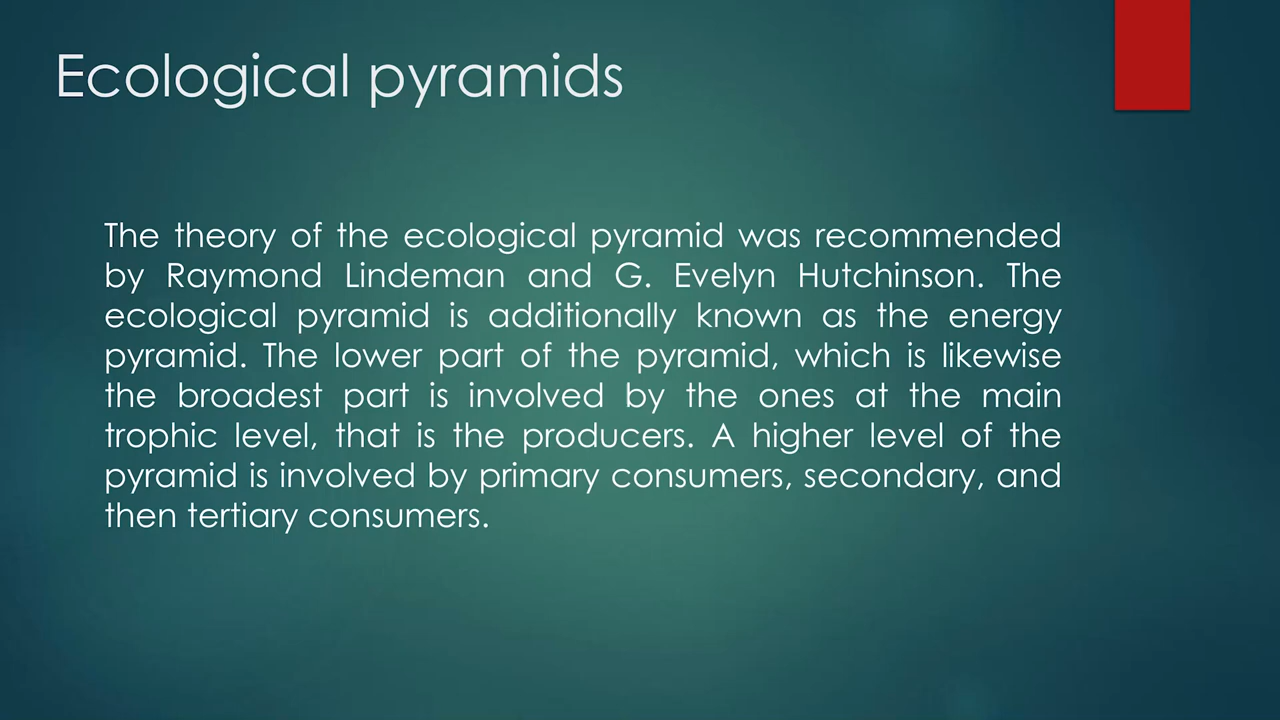 Ecological pyramids
The theory of the ecological pyramid was recommended
by Raymond Lindeman and G. Evelyn Hutchinson. The
ecological pyramid is additionally known as the energy
pyramid. The lower part of the pyramid, which is likewise
the broadest part is involved by the ones at the main
trophic level, that is the producers. A higher level of the
pyramid is involved by primary consumers, secondary, and
then tertiary consumers.